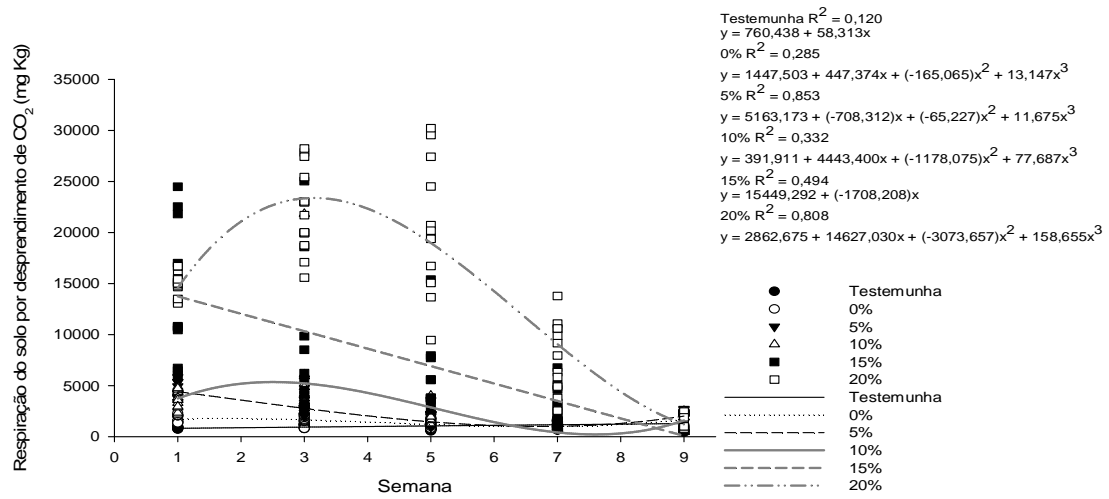 Testemunha R² = 0,120
y = 760,438 + 58,313x
0% R² = 0,285
y = 1447,503 + 447,374x + (-165,065)x² + 13,147x³
5% R² = 0,853
y = 5163,173 + (-708,312)x + (-65,227)x² + 11,675x³
10% R² = 0,332
y = 391,911 + 4443,400x + (-1178,075)x² + 77,687x³
15% R² = 0,494
y = 15449,292 + (-1708,208)x
20% R² = 0,808
y = 2862,675 + 14627,030x + (-3073,657)x² + 158,655x³
Respiração do solo por desprendimento de CO₂ (mg Kg)
35000
30000
25000
20000
15000
10000
5000
0
0 1 2 3 4 5 6 7 8 9
Semana
Testemunha
0%
5%
10%
15%
20%
Testemunha
0%
5%
10%
15%
20%